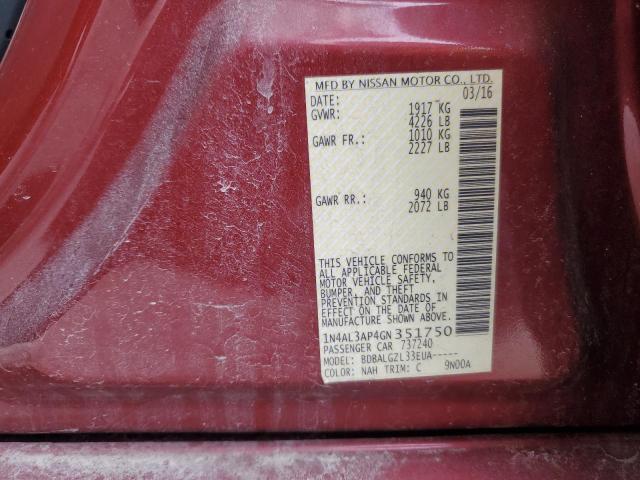 MFD BY NISSAN MOTOR CO., LTD.
DATE: 03/16
GVWR: 1917 KG
4226 LB
GAWR FR.: 1010 KG
2227 LB
GAWR RR.: 940 KG
2072 LB
THIS VEHICLE CONFORMS TO
ALL APPLICABLE FEDERAL
MOTOR VEHICLE SAFETY,
BUMPER, AND THEFT
PREVENTION STANDARDS IN
EFFECT ON THE DATE OF
MANUFACTURE SHOWN ABOVE.
1N4AL3AP4GN351750
PASSENGER CAR 737240
MODEL: BDBALGZL33EUA-----
COLOR: NAH TRIM: C 9N00A